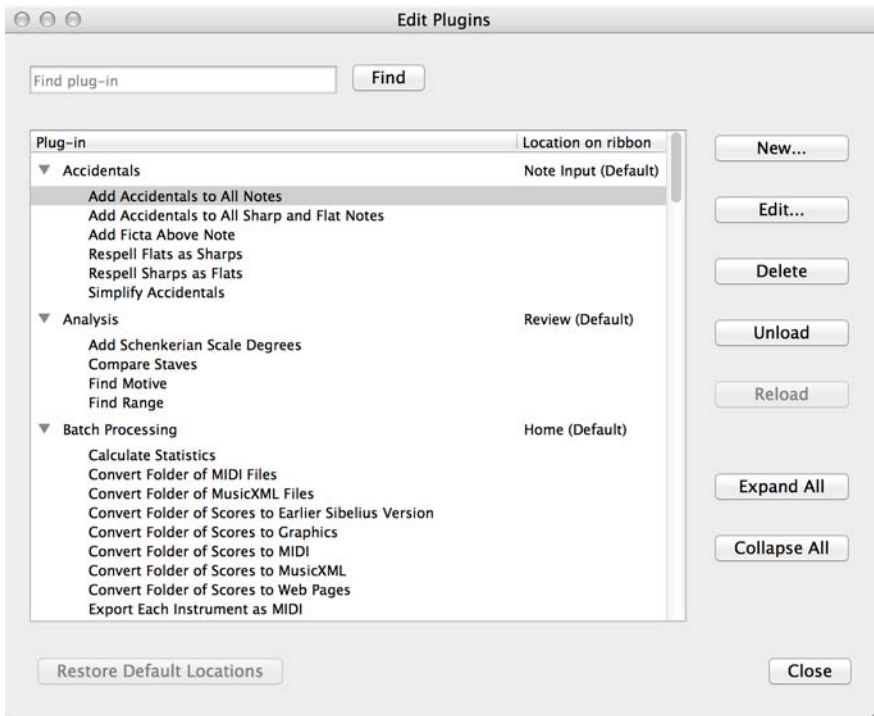 Edit Plugins
Find plug-in Find
Plug-in Location on ribbon
Accidentals Note Input (Default)
Add Accidentals to All Notes
Add Accidentals to All Sharp and Flat Notes
Add Ficta Above Note
Respell Flats as Sharps
Respell Sharps as Flats
Simplify Accidentals
Analysis Review (Default)
Add Schenkerian Scale Degrees
Compare Staves
Find Motive
Find Range
Batch Processing Home (Default)
Calculate Statistics
Convert Folder of MIDI Files
Convert Folder of MusicXML Files
Convert Folder of Scores to Earlier Sibelius Version
Convert Folder of Scores to Graphics
Convert Folder of Scores to MIDI
Convert Folder of Scores to MusicXML
Convert Folder of Scores to Web Pages
Export Each Instrument as MIDI
New...
Edit...
Delete
Unload
Reload
Expand All
Collapse All
Restore Default Locations Close